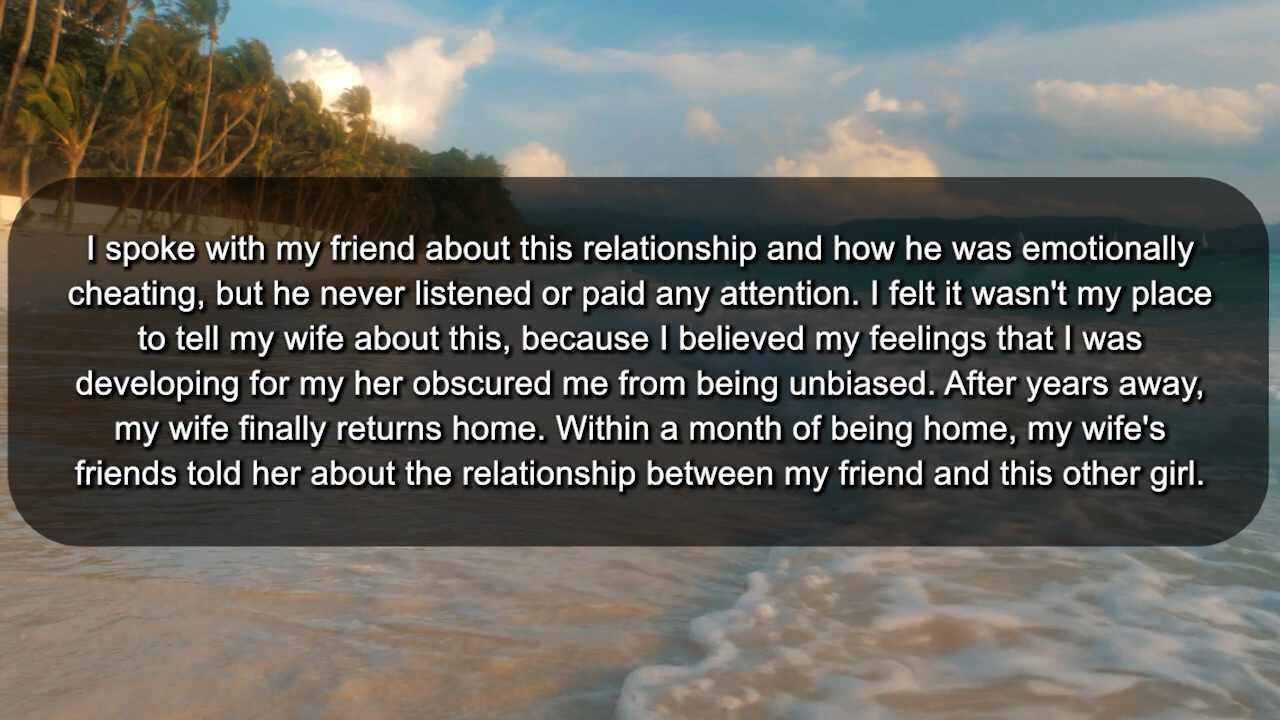 I spoke with my friend about this relationship and how he was emotionally
cheating, but he never listened or paid any attention. I felt it wasn't my place
to tell my wife about this, because I believed my feelings that I was
developing for my her obscured me from being unbiased. After years away,
my wife finally returns home. Within a month of being home, my wife's
friends told her about the relationship between my friend and this other girl.